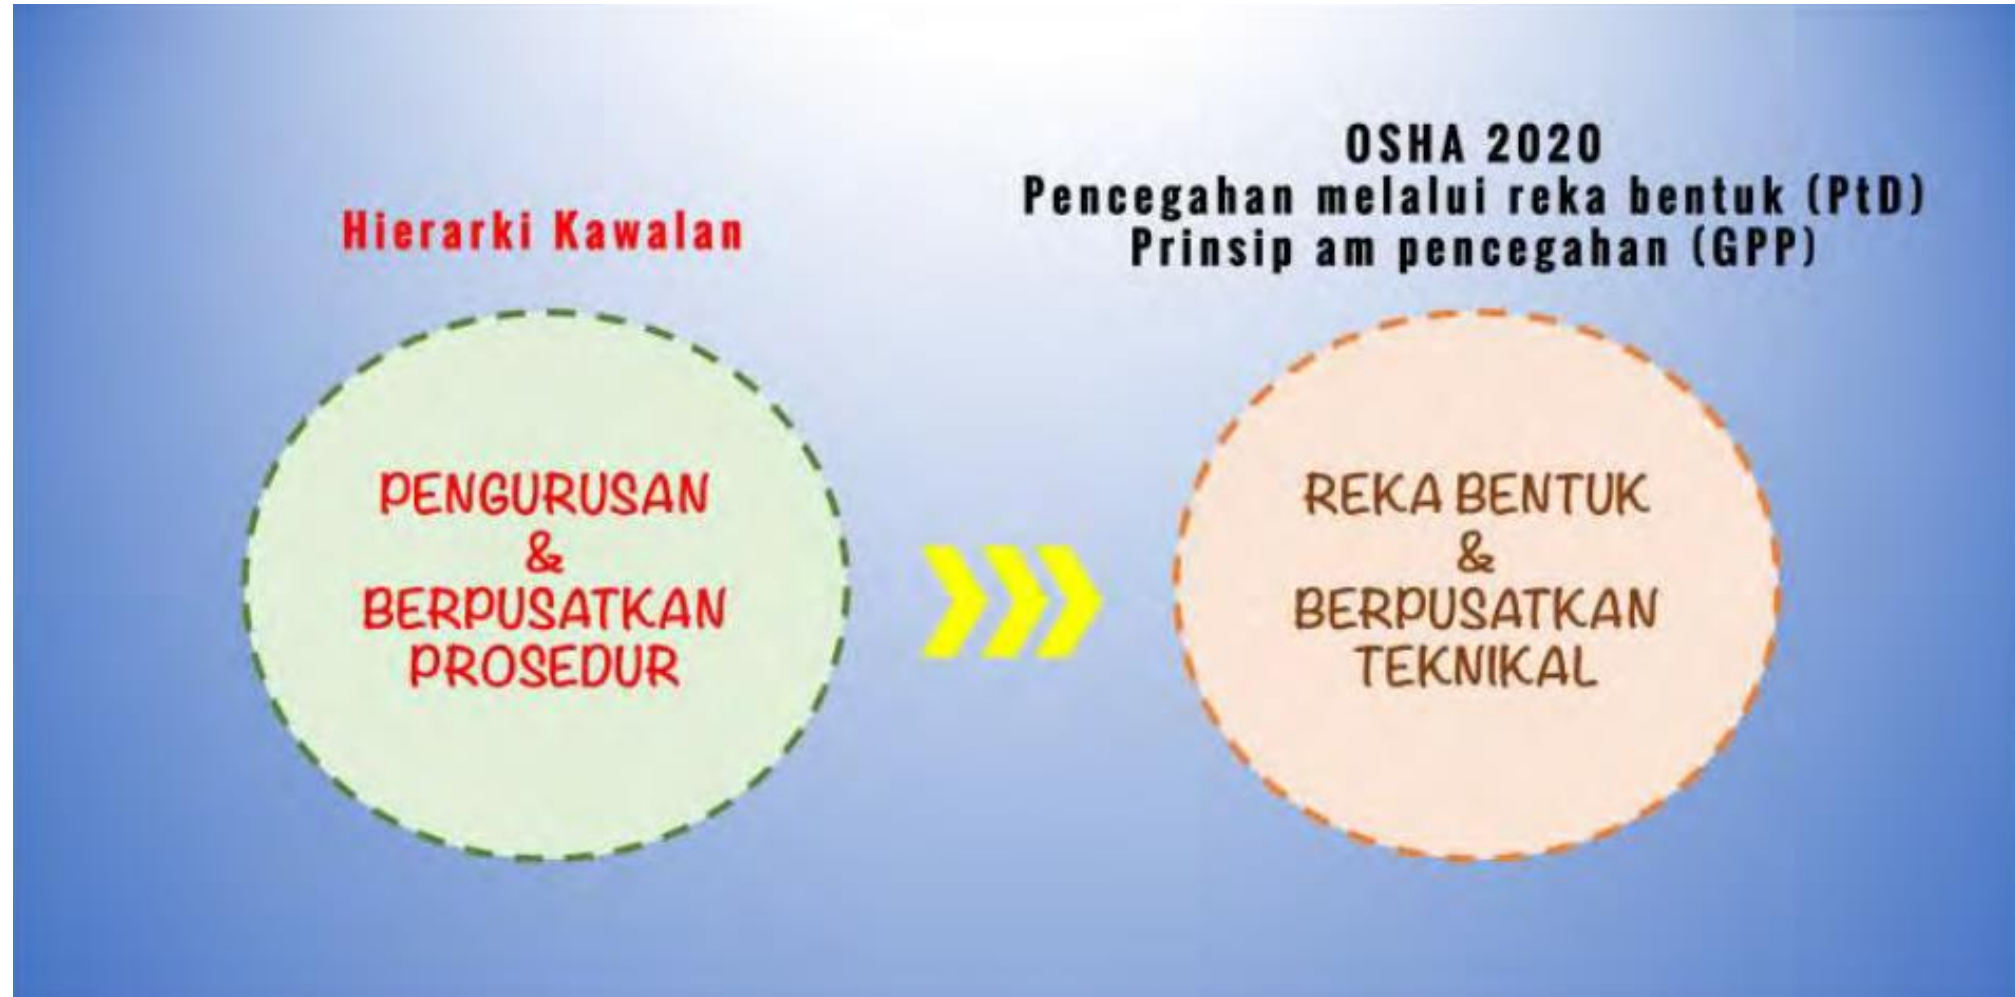 Hierarki Kawalan
PENGURUSAN
&
BERPUSATKAN
PROSEDUR
OSHA 2020
Pencegahan melalui reka bentuk (PtD)
Prinsip am pencegahan (GPP)
REKA BENTUK
&
BERPUSATKAN
TEKNIKAL